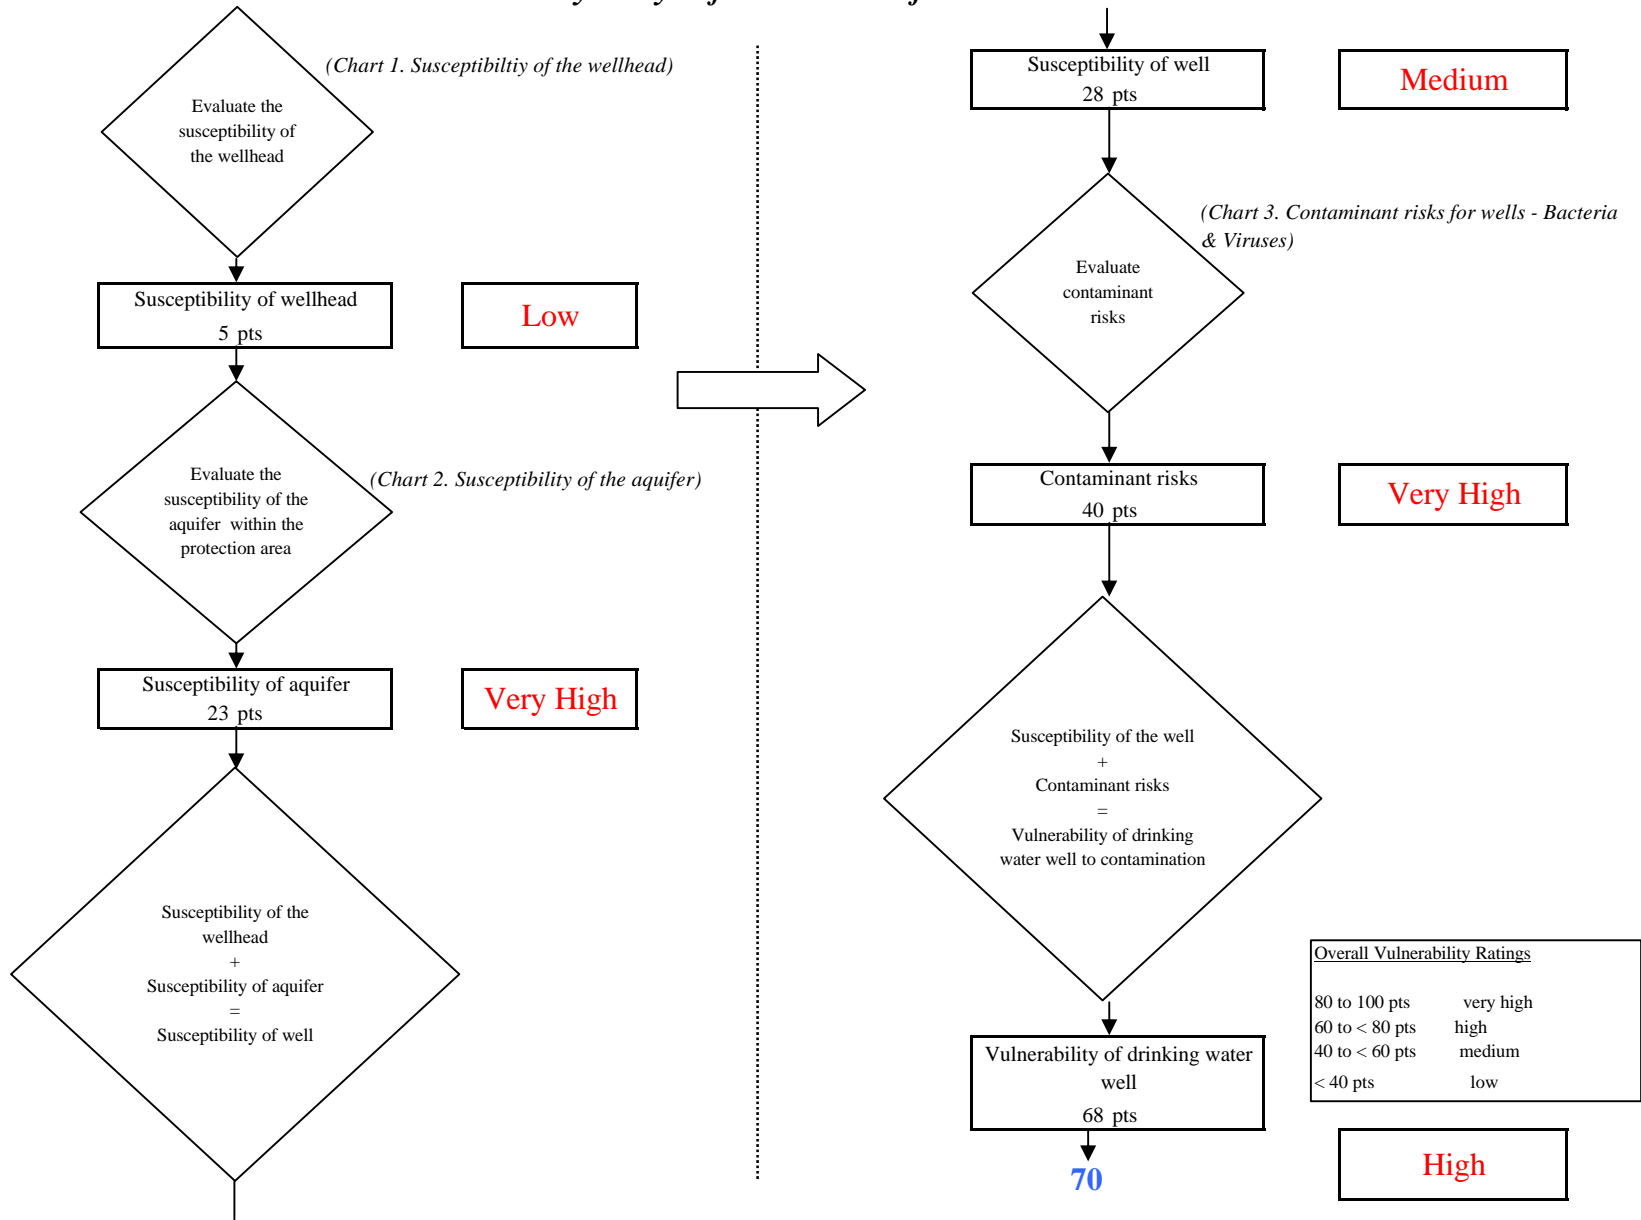 (Chart 1. Susceptibiltiy of the wellhead)
Evaluate the
susceptibility of
the wellhead
Susceptibility of wellhead
5 pts
Low
Evaluate the
susceptibility of the
aquifer within the
protection area
(Chart 2. Susceptibility of the aquifer)
Susceptibility of aquifer
23 pts
Very High
Susceptibility of the
wellhead
+
Susceptibility of aquifer
=
Susceptibility of well
Susceptibility of well
28 pts
Medium
(Chart 3. Contaminant risks for wells - Bacteria
& Viruses)
Evaluate
contaminant
risks
Contaminant risks
40 pts
Very High
Susceptibility of the well
+
Contaminant risks
=
Vulnerability of drinking
water well to contamination
Overall Vulnerability Ratings
80 to 100 pts very high
60 to < 80 pts high
40 to < 60 pts medium
< 40 pts low
Vulnerability of drinking water
well
68 pts
70
High